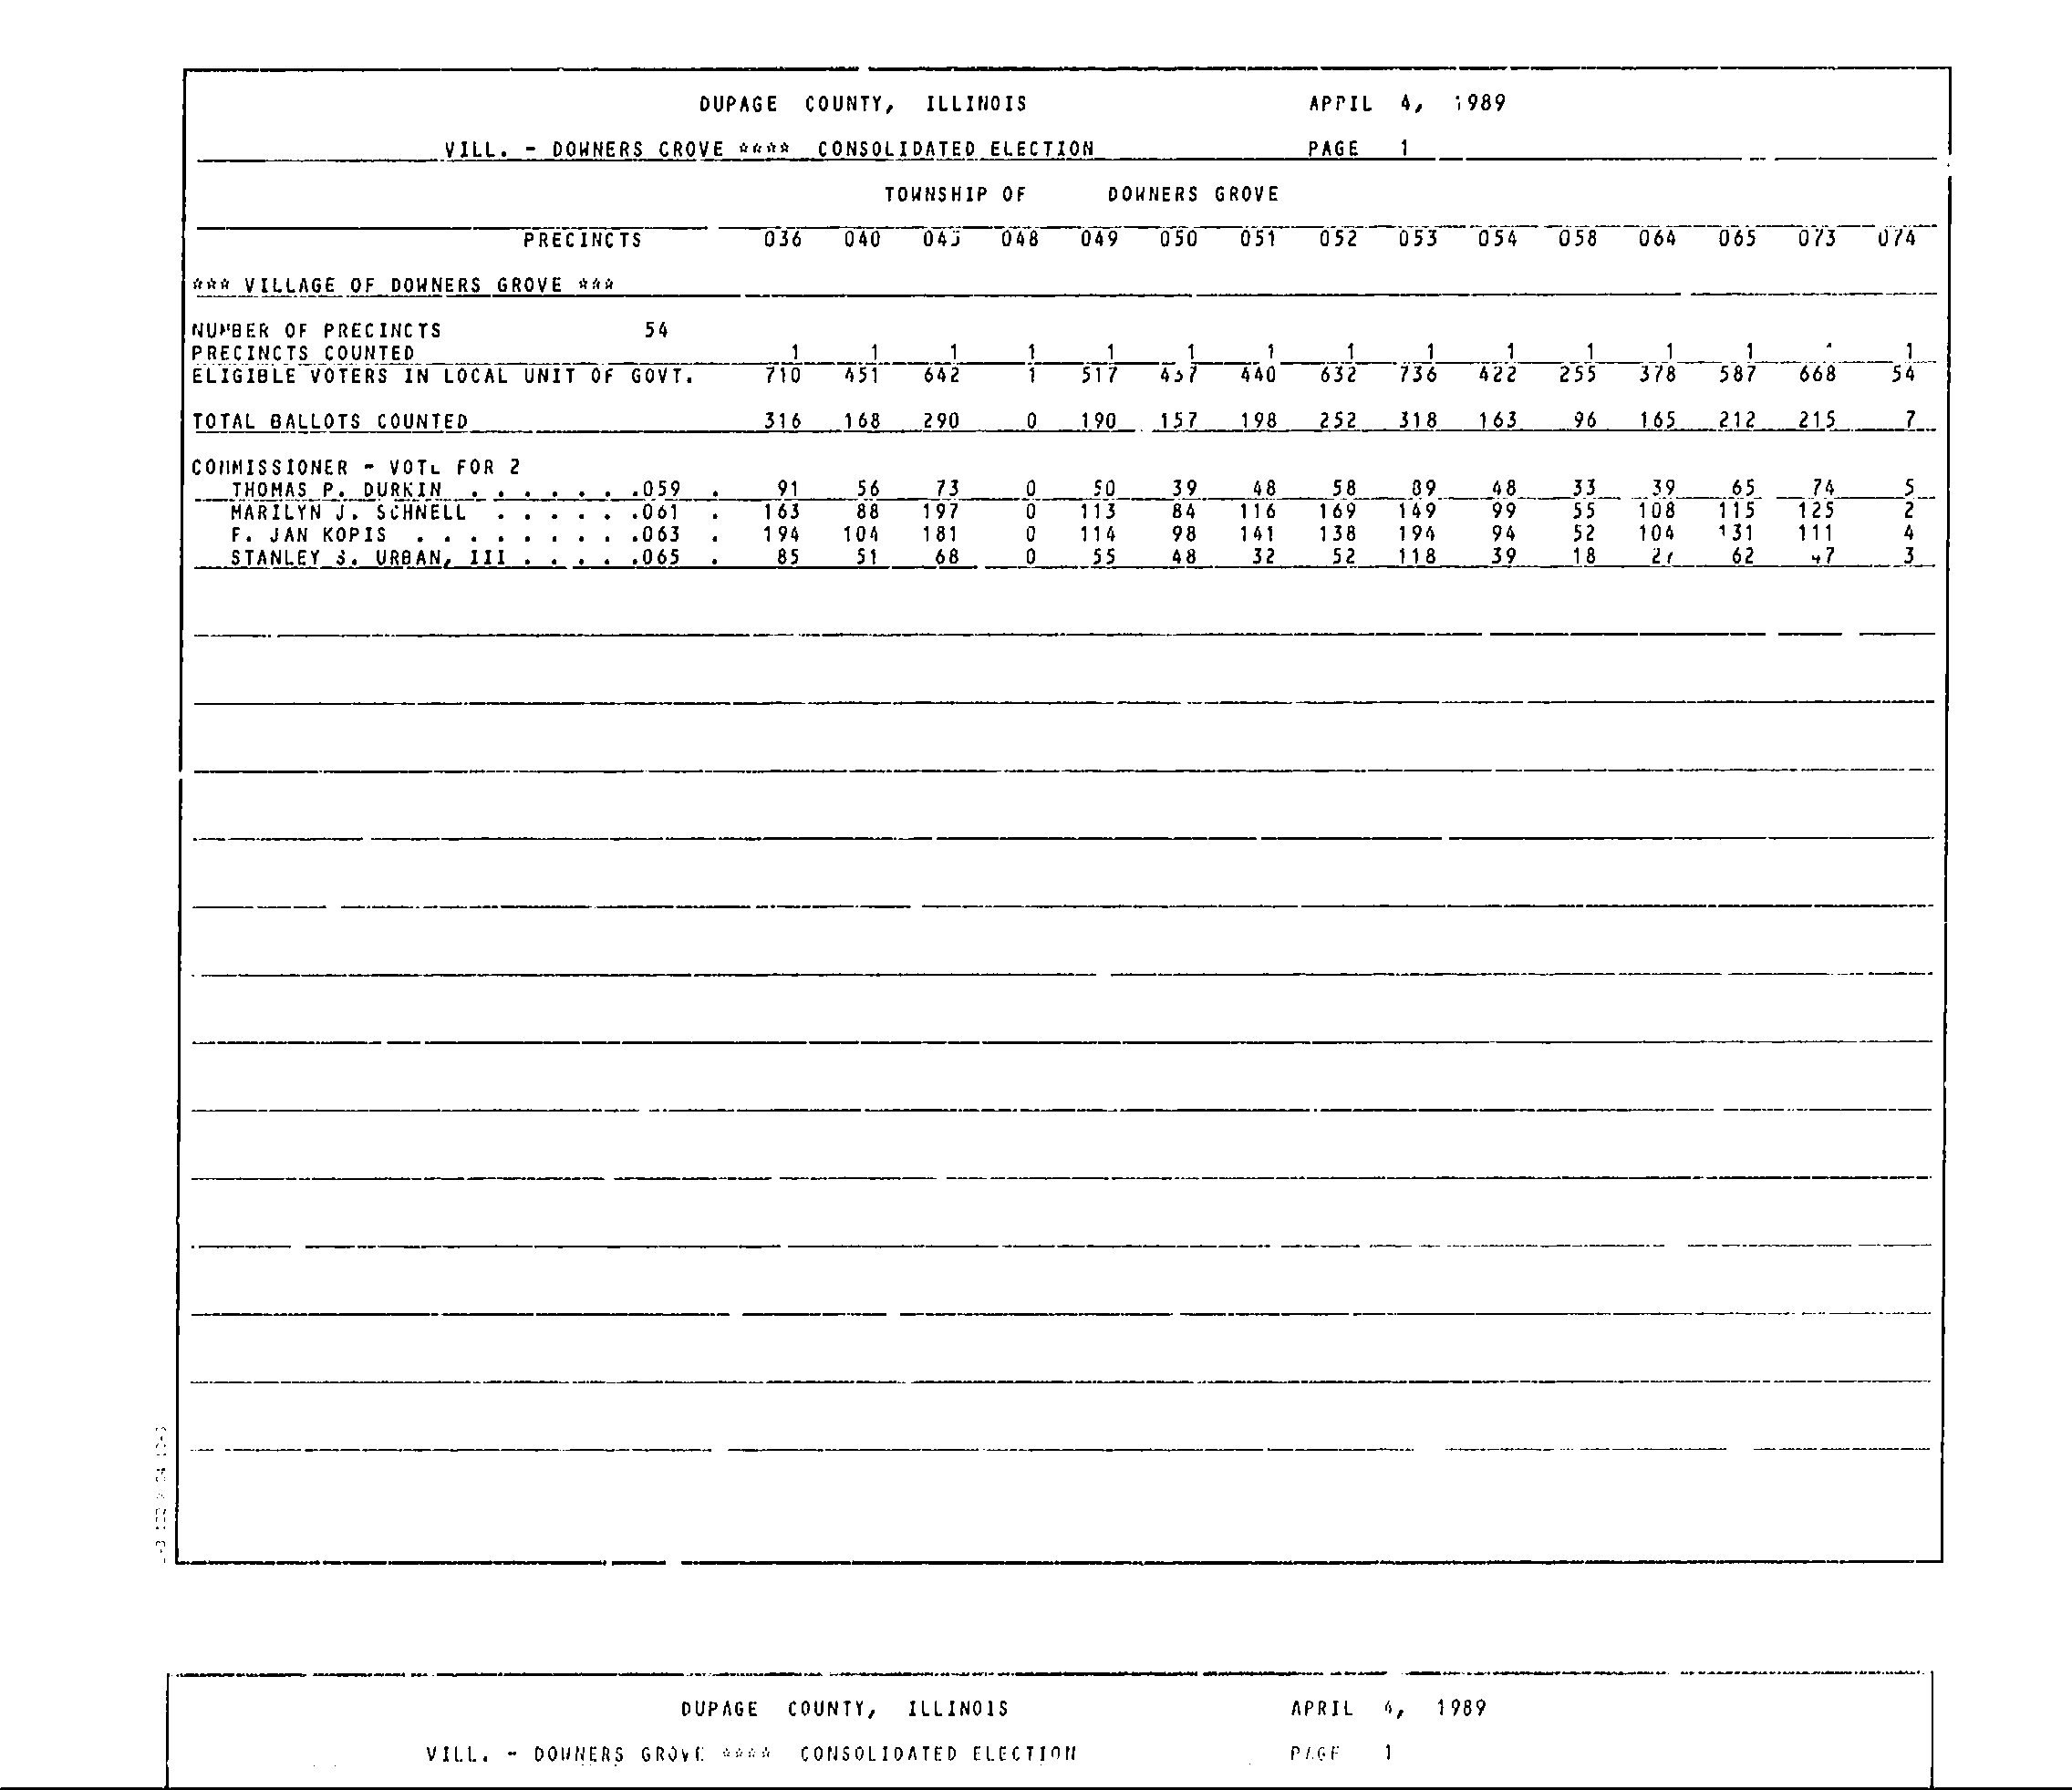 DUPAGE COUNTY, ILLINOIS APRIL 4, 1989
VILL. - DOWNERS GROVE **** CONSOLIDATED ELECTION PAGE 1
TOWNSHIP OF DOWNERS GROVE
PRECINCTS 036 040 048 049 050 051 052 053 054 058 064 065 073 074
*** VILLAGE OF DOWNERS GROVE ***
NUMBER OF PRECINCTS 54
PRECINCTS COUNTED 1 1 1 1 1 1 1 1 1 1 1 1 1 1
ELIGIBLE VOTERS IN LOCAL UNIT OF GOVT. 710 451 642 1 517 440 632 736 422 255 378 587 668 54
TOTAL BALLOTS COUNTED 316 168 290 0 190 157 198 252 318 163 96 165 212 215 7
COMMISSIONER - VOTE FOR 2
THOMAS P. DURKIN . . . . . . .059 . 91 56 73 0 50 39 48 58 89 48 33 39 65 74 5
MARILYN J. SCHNELL . . . . . .061 . 163 88 197 0 113 84 116 169 149 99 55 108 115 125 2
F. JAN KOPIS . . . . . . . . .063 . 194 104 181 0 114 98 141 138 194 94 52 104 131 111 4
STANLEY S. URBAN, III . . . . .065 . 85 51 68 0 55 48 32 52 118 39 18 62 47 3
DUPAGE COUNTY, ILLINOIS APRIL 4, 1989
VILL. - DOWNERS GROVE **** CONSOLIDATED ELECTION PAGE 1